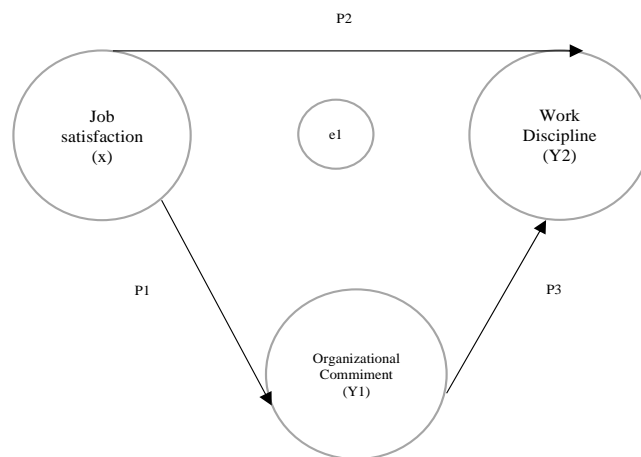 P2
Job
satisfaction
(x)
e1
Work
Discipline
(Y2)
P1
P3
Organizational
Commiment
(Y1)